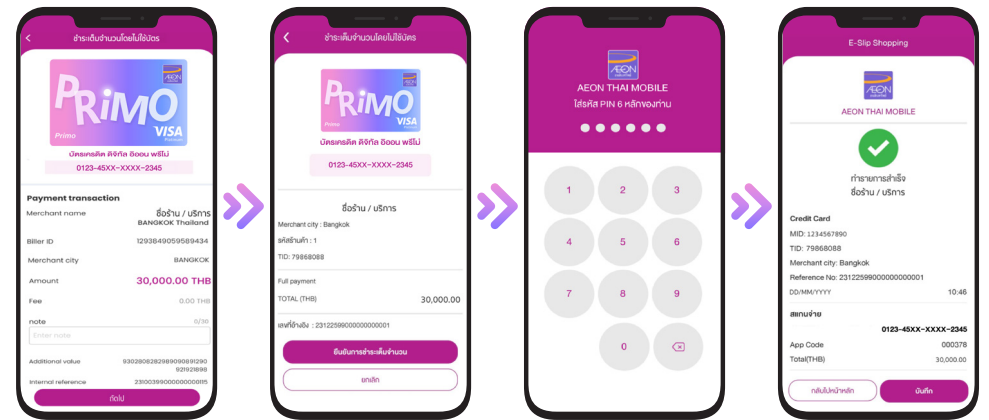 ชำระเต็มจำนวนโดยไม่ใช้บัตร
AEON
PRiMO
Primo
VISA
Platinum
บัตรเครดิต ดิจิทัล อิออน พรีโม่
0123-45XX-XXXX-2345
Payment transaction
Merchant name ชื่อร้าน / บริการ
BANGKOK Thailand
Biller ID 1293849059589434
Merchant city BANGKOK
Amount 30,000.00 THB
Fee 0.00 THB
note 0/36
Enter note
Additional value 9302808282989090891290
921921898
Internal reference 23100399000000000115
ถัดไป
ชำระเต็มจำนวนโดยไม่ใช้บัตร
AEON
PRiMO
Primo
VISA
บัตรเครดิต ดิจิทัล อิออน พรีโม่
0123-45XX-XXXX-2345
ชื่อร้าน / บริการ
Merchant city : Bangkok
รหัสร้านค้า : 1
TID: 79868088
Full payment
TOTAL (THB) 30,000.00
เลขที่อ้างอิง : 23122599000000000001
ยืนยันการชำระเต็มจำนวน
ยกเลิก
AEON
AEON THAI MOBILE
ใส่รหัส PIN 6 หลักของท่าน
1 2 3
4 5 6
7 8 9
0
E-Slip Shopping
AEON
AEON THAI MOBILE
ทำรายการสำเร็จ
ชื่อร้าน / บริการ
Credit Card
MID: 1234567890
TID: 79868088
Merchant city: Bangkok
Reference No: 23122599000000000001
DD/MM/YYYY 10:46
สแกนจ่าย
0123-45XX-XXXX-2345
App Code 000378
Total(THB) 30,000.00
กลับไปหน้าหลัก บันทึก